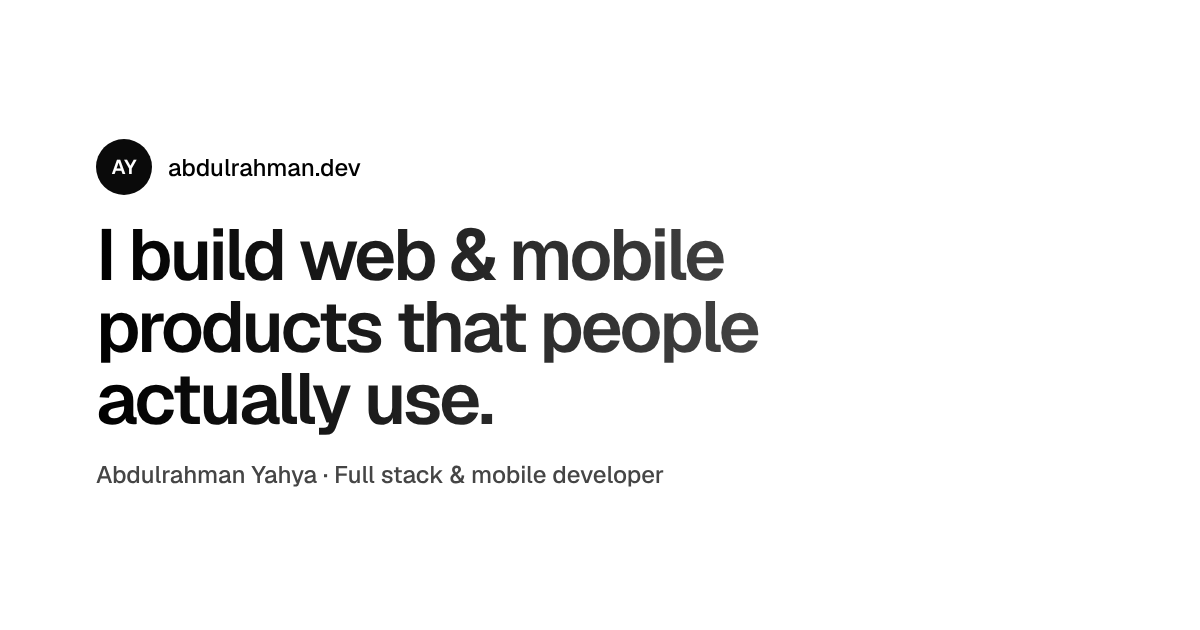 AY
abdulrahman.dev
I build web & mobile
products that people
actually use.
Abdulrahman Yahya · Full stack & mobile developer